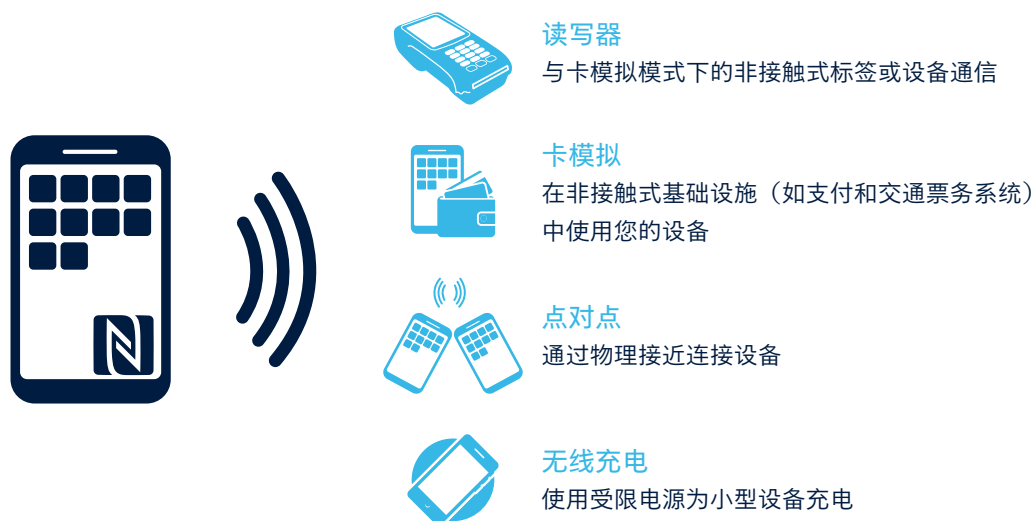 读写器
与卡模拟模式下的非接触式标签或设备通信
卡模拟
在非接触式基础设施（如支付和交通票务系统）
中使用您的设备
点对点
通过物理接近连接设备
无线充电
使用受限电源为小型设备充电